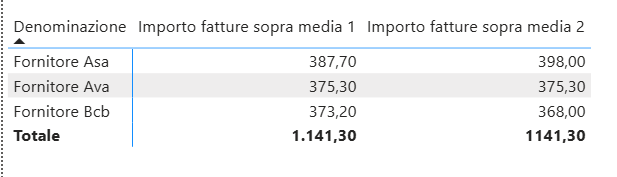 Denominazione Importo fatture sopra media 1 Importo fatture sopra media 2
Fornitore Asa 387,70 398,00
Fornitore Ava 375,30 375,30
Fornitore Bcb 373,20 368,00
Totale 1.141,30 1141,30